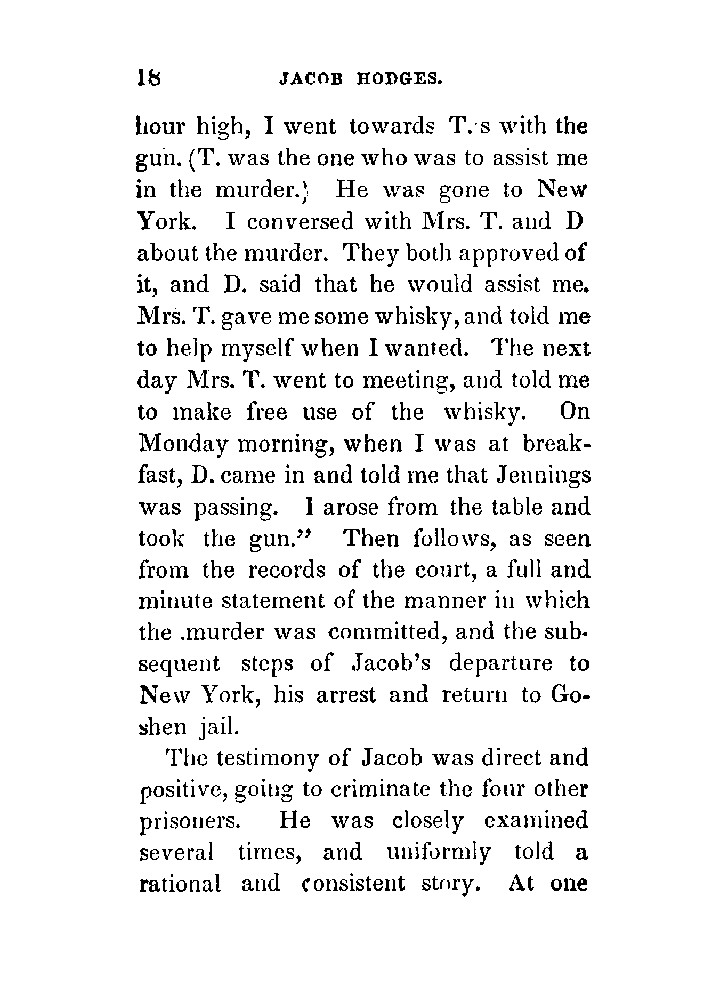 18 JACOB HODGES.
hour high, I went towards T.'s with the
gun. (T. was the one who was to assist me
in the murder.) He was gone to New
York. I conversed with Mrs. T. and D
about the murder. They both approved of
it, and D. said that he would assist me.
Mrs. T. gave me some whisky, and told me
to help myself when I wanted. The next
day Mrs. T. went to meeting, and told me
to make free use of the whisky. On
Monday morning, when I was at break-
fast, D. came in and told me that Jennings
was passing. I arose from the table and
took the gun." Then follows, as seen
from the records of the court, a full and
minute statement of the manner in which
the murder was committed, and the sub-
sequent steps of Jacob's departure to
New York, his arrest and return to Go-
shen jail.
The testimony of Jacob was direct and
positive, going to criminate the four other
prisoners. He was closely examined
several times, and uniformly told a
rational and consistent story. At one